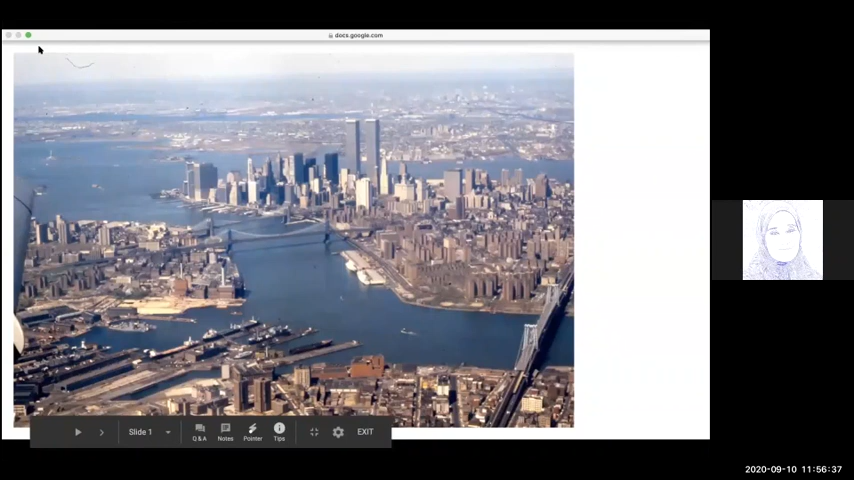 docs.google.com
Slide 1
Q & A
Notes
Pointer
Tips
EXIT
2020-09-10 11:56:37